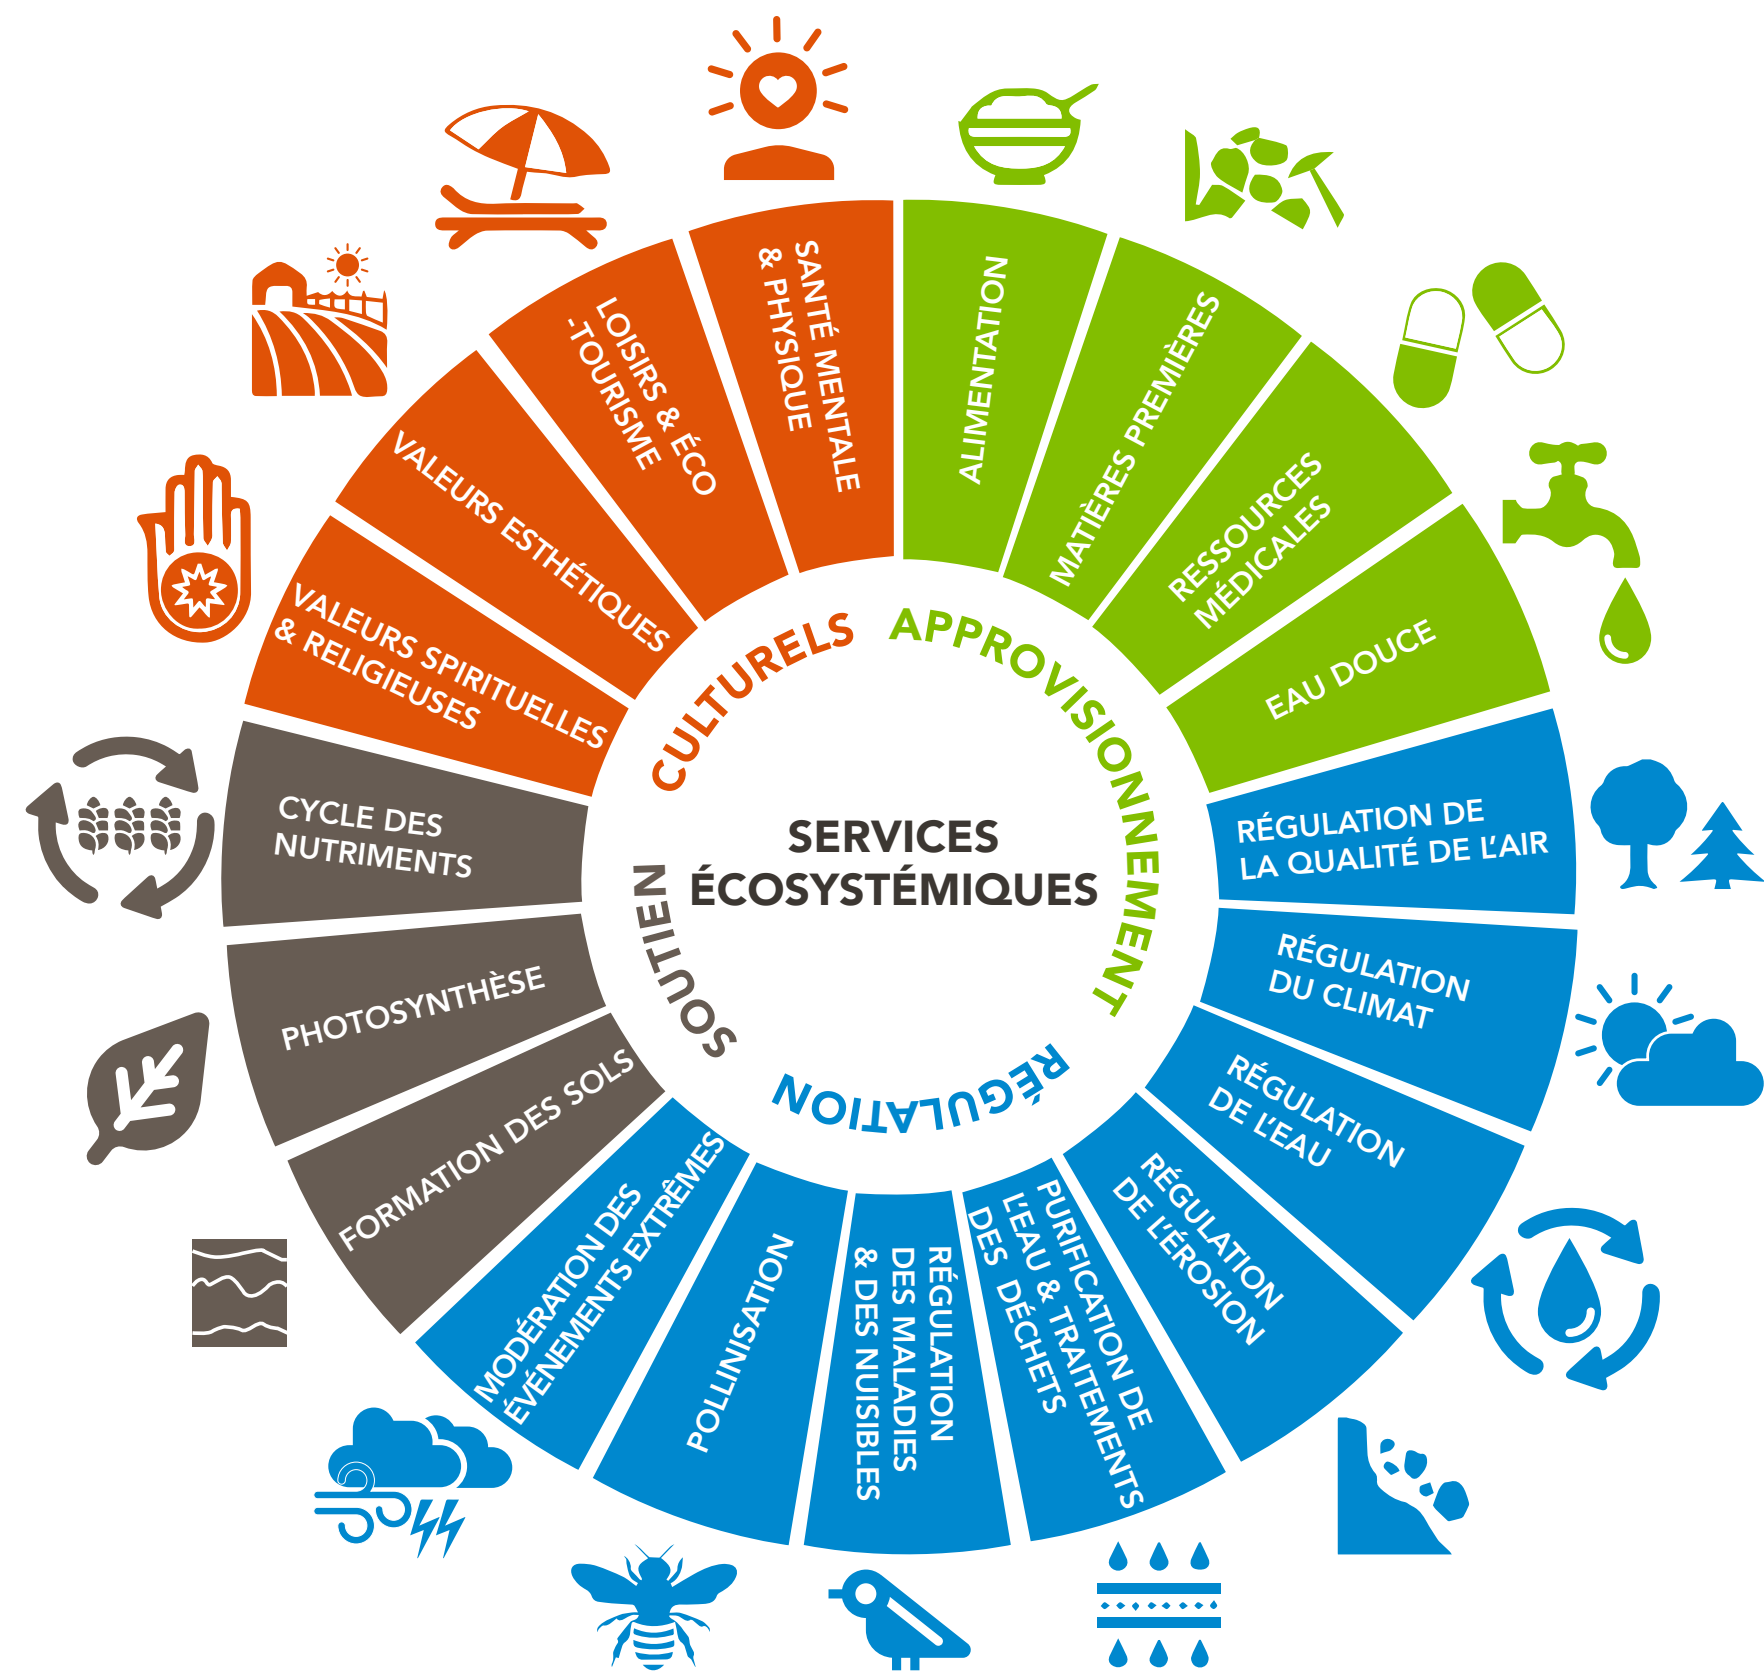 SERVICES
ÉCOSYSTÉMIQUES
APPROVISIONNEMENT
ALIMENTATION
MATIÈRES PREMIÈRES
RESSOURCES
MÉDICALES
EAU DOUCE
RÉGULATION
RÉGULATION DE
LA QUALITÉ DE L'AIR
RÉGULATION
DU CLIMAT
RÉGULATION
DE L'EAU
RÉGULATION
DE L'ÉROSION
PURIFICATION DE
L'EAU & TRAITEMENTS
DES DÉCHETS
RÉGULATION
DES MALADIES
& DES NUISIBLES
POLLINISATION
MODÉRATION DES
ÉVÉNEMENTS EXTRÊMES
SOUTIEN
FORMATION DES SOLS
PHOTOSYNTHÈSE
CYCLE DES
NUTRIMENTS
CULTURELS
VALEURS SPIRITUELLES
& RELIGIEUSES
VALEURS ESTHÉTIQUES
LOISIRS & ÉCO
-TOURISME
SANTÉ MENTALE
& PHYSIQUE